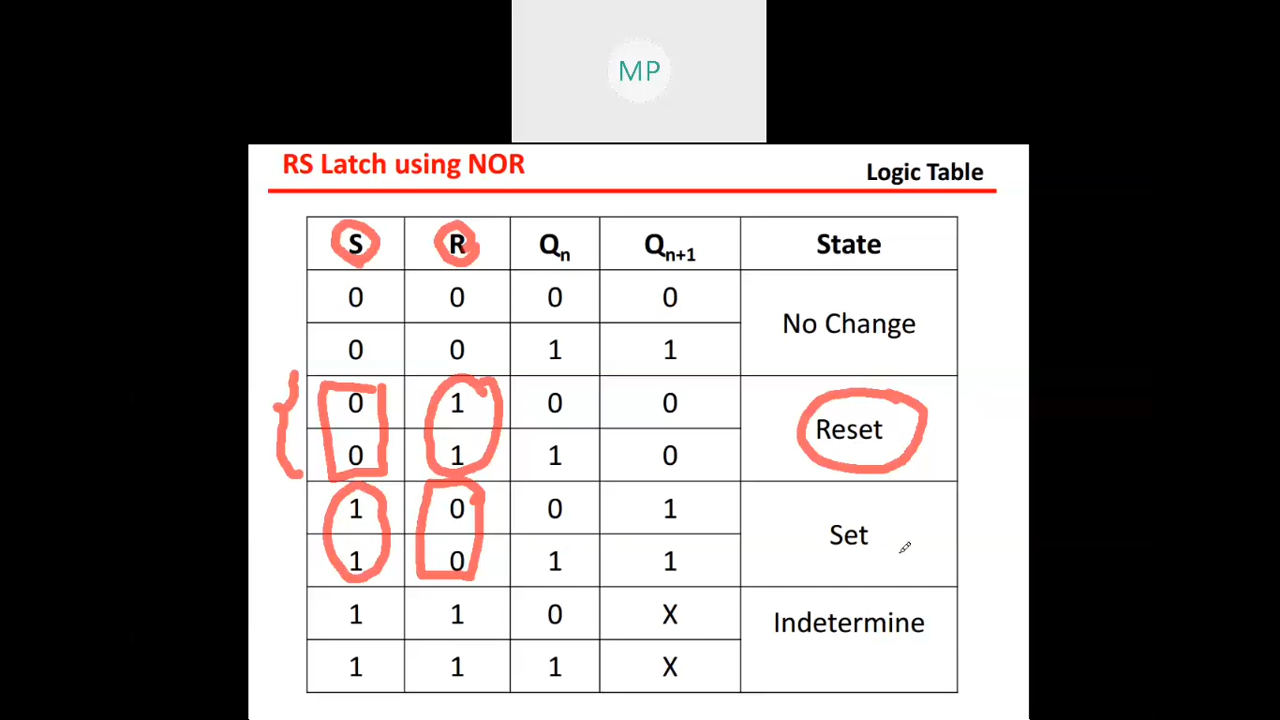 MP
RS Latch using NOR
Logic Table
S R Qn Qn+1 State
0 0 0 0 No Change
0 0 1 1
0 1 0 0 Reset
0 1 1 0
1 0 0 1 Set
1 0 1 1
1 1 0 X Indetermine
1 1 1 X